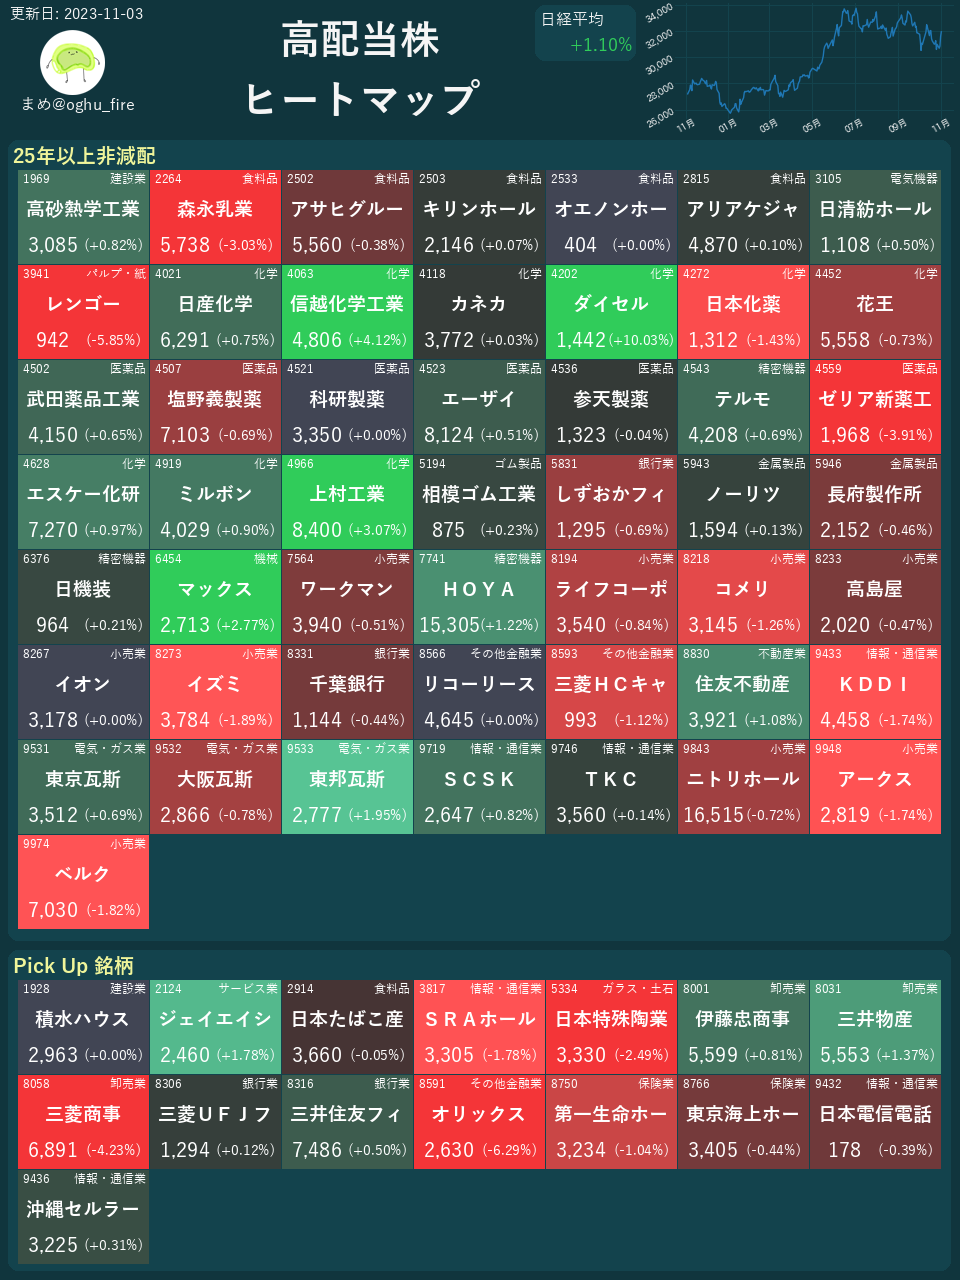 更新日: 2023-11-03
まめ@oghu_fire
高配当株
ヒートマップ
日経平均
+1.10%
34,000
32,000
30,000
28,000
26,000
11月 01月 03月 05月 07月 09月 11月
25年以上非減配
1969 建設業 2264 食料品 2502 食料品 2503 食料品 2533 食料品 2815 食料品 3105 電気機器
高砂熱学工業 森永乳業 アサヒグルー キリンホール オエノンホー アリアケジャ 日清紡ホール
3,085 (+0.82%) 5,738 (-3.03%) 5,560 (-0.38%) 2,146 (+0.07%) 404 (+0.00%) 4,870 (+0.10%) 1,108 (+0.50%)
3941 パルプ・紙 4021 化学 4063 化学 4118 化学 4202 化学 4272 化学 4452 化学
レンゴー 日産化学 信越化学工業 カネカ ダイセル 日本化薬 花王
942 (-5.85%) 6,291 (+0.75%) 4,806 (+4.12%) 3,772 (+0.03%) 1,442 (+10.03%) 1,312 (-1.43%) 5,558 (-0.73%)
4502 医薬品 4507 医薬品 4521 医薬品 4523 医薬品 4536 医薬品 4543 精密機器 4559 医薬品
武田薬品工業 塩野義製薬 科研製薬 エーザイ 参天製薬 テルモ ゼリア新薬工
4,150 (+0.65%) 7,103 (-0.69%) 3,350 (+0.00%) 8,124 (+0.51%) 1,323 (-0.04%) 4,208 (+0.69%) 1,968 (-3.91%)
4628 化学 4919 化学 4966 化学 5194 ゴム製品 5831 銀行業 5943 金属製品 5946 金属製品
エスケー化研 ミルボン 上村工業 相模ゴム工業 しずおかフィ ノーリツ 長府製作所
7,270 (+0.97%) 4,029 (+0.90%) 8,400 (+3.07%) 875 (+0.23%) 1,295 (-0.69%) 1,594 (+0.13%) 2,152 (-0.46%)
6376 精密機器 6454 機械 7564 小売業 7741 精密機器 8194 小売業 8218 小売業 8233 小売業
日機装 マックス ワークマン ＨＯＹＡ ライフコーポ コメリ 高島屋
964 (+0.21%) 2,713 (+2.77%) 3,940 (-0.51%) 15,305 (+1.22%) 3,540 (-0.84%) 3,145 (-1.26%) 2,020 (-0.47%)
8267 小売業 8273 小売業 8331 銀行業 8566 その他金融業 8593 その他金融業 8830 不動産業 9433 情報・通信業
イオン イズミ 千葉銀行 リコーリース 三菱ＨＣキャ 住友不動産 ＫＤＤＩ
3,178 (+0.00%) 3,784 (-1.89%) 1,144 (-0.44%) 4,645 (+0.00%) 993 (-1.12%) 3,921 (+1.08%) 4,458 (-1.74%)
9531 電気・ガス業 9532 電気・ガス業 9533 電気・ガス業 9719 情報・通信業 9746 情報・通信業 9843 小売業 9948 小売業
東京瓦斯 大阪瓦斯 東邦瓦斯 ＳＣＳＫ ＴＫＣ ニトリホール アークス
3,512 (+0.69%) 2,866 (-0.78%) 2,777 (+1.95%) 2,647 (+0.82%) 3,560 (+0.14%) 16,515 (-0.72%) 2,819 (-1.74%)
9974 小売業
ベルク
7,030 (-1.82%)
Pick Up 銘柄
1928 建設業 2124 サービス業 2914 食料品 3817 情報・通信業 5334 ガラス・土石 8001 卸売業 8031 卸売業
積水ハウス ジェイエイシ 日本たばこ産 ＳＲＡホール 日本特殊陶業 伊藤忠商事 三井物産
2,963 (+0.00%) 2,460 (+1.78%) 3,660 (-0.05%) 3,305 (-1.78%) 3,330 (-2.49%) 5,599 (+0.81%) 5,553 (+1.37%)
8058 卸売業 8306 銀行業 8316 銀行業 8591 その他金融業 8750 保険業 8766 保険業 9432 情報・通信業
三菱商事 三菱ＵＦＪフ 三井住友フィ オリックス 第一生命ホー 東京海上ホー 日本電信電話
6,891 (-4.23%) 1,294 (+0.12%) 7,486 (+0.50%) 2,630 (-6.29%) 3,234 (-1.04%) 3,405 (-0.44%) 178 (-0.39%)
9436 情報・通信業
沖縄セルラー
3,225 (+0.31%)